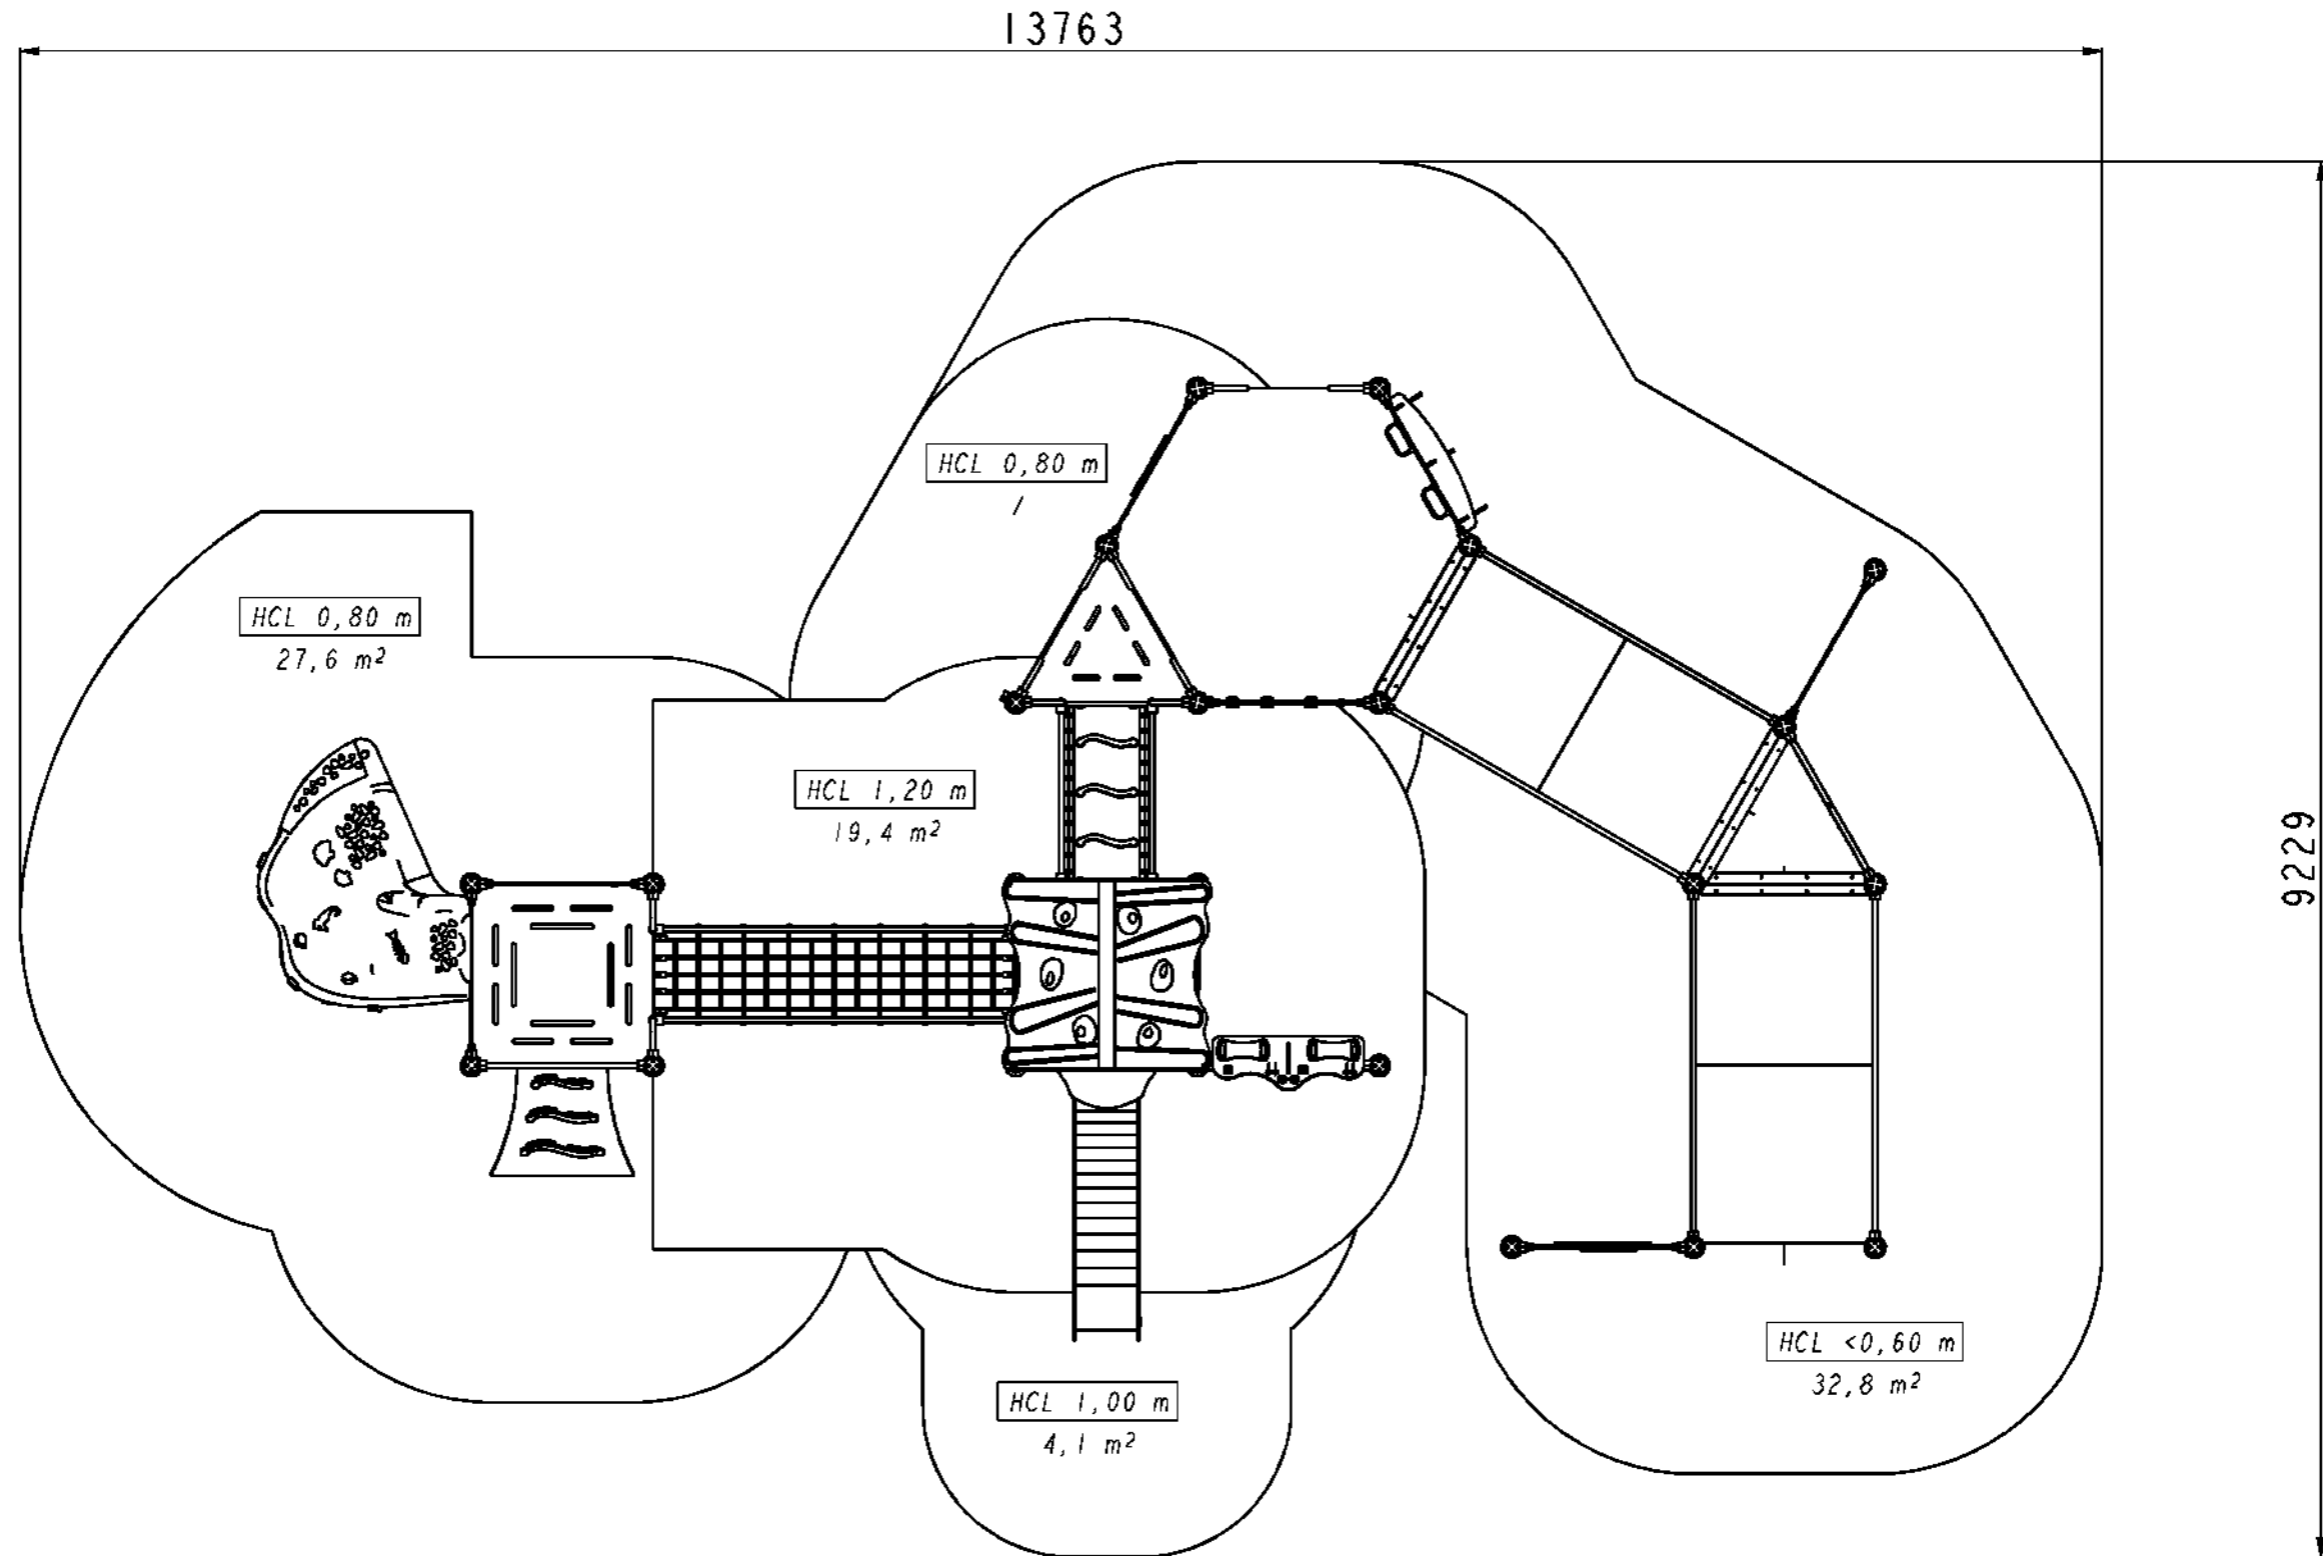 13763
HCL 0,80 m
/
HCL 0,80 m
27,6 m²
HCL 1,20 m
19,4 m²
9229
HCL <0,60 m
32,8 m²
HCL 1,00 m
4,1 m²